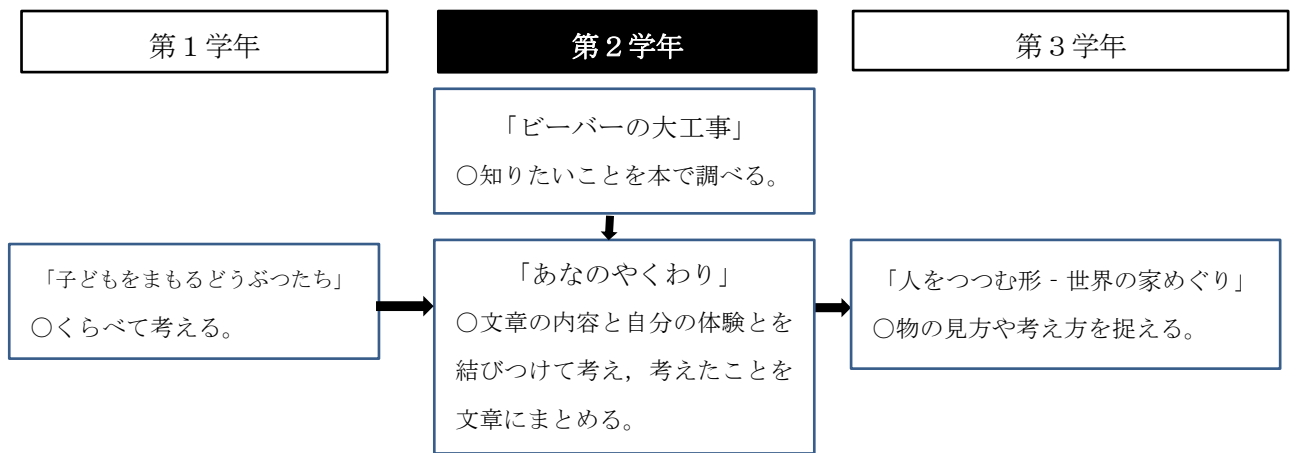 第１学年
第２学年
第３学年
「ビーバーの大工事」
○知りたいことを本で調べる。
「子どもをまもるどうぶつたち」
○くらべて考える。
「あなのやくわり」
○文章の内容と自分の体験とを
結びつけて考え，考えたことを
文章にまとめる。
「人をつつむ形‐世界の家めぐり」
○物の見方や考え方を捉える。